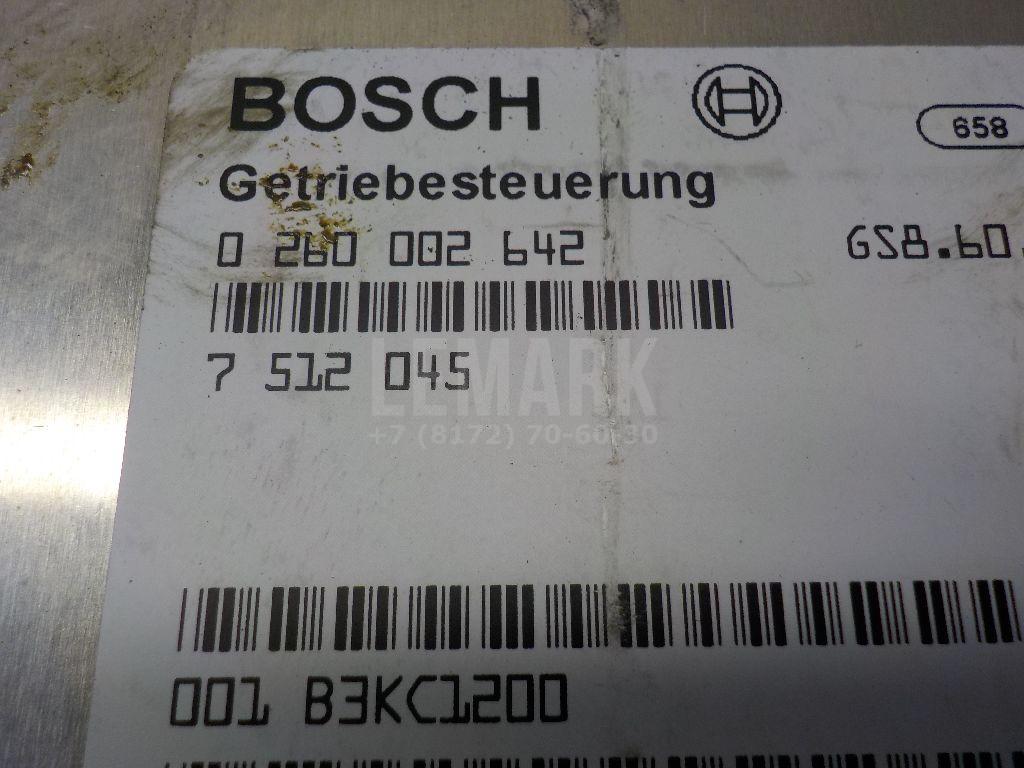 BOSCH
658
Getriebesteuerung
0 260 002 642 GS8.60.
7 512 045
LEMARK
+7 (8172) 70-60-30
001 B3KC1200